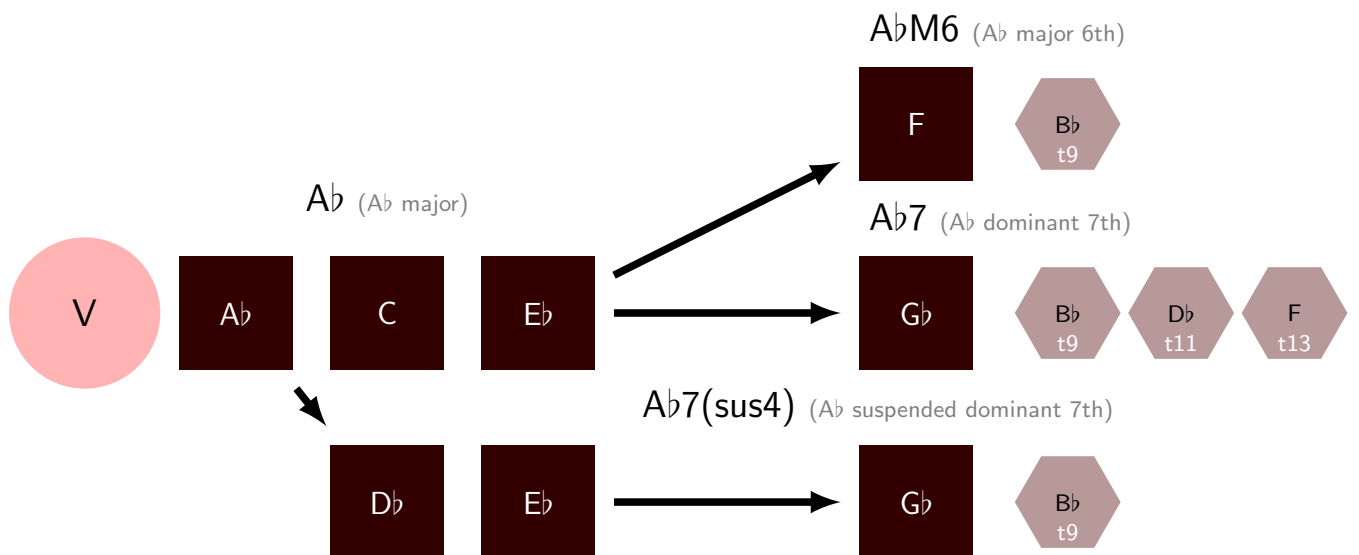 A♭M6 (A♭ major 6th)
F B♭
t9
A♭ (A♭ major)
A♭7 (A♭ dominant 7th)
V A♭ C E♭ G♭ B♭ D♭ F
t9 t11 t13
A♭7(sus4) (A♭ suspended dominant 7th)
D♭ E♭ G♭ B♭
t9